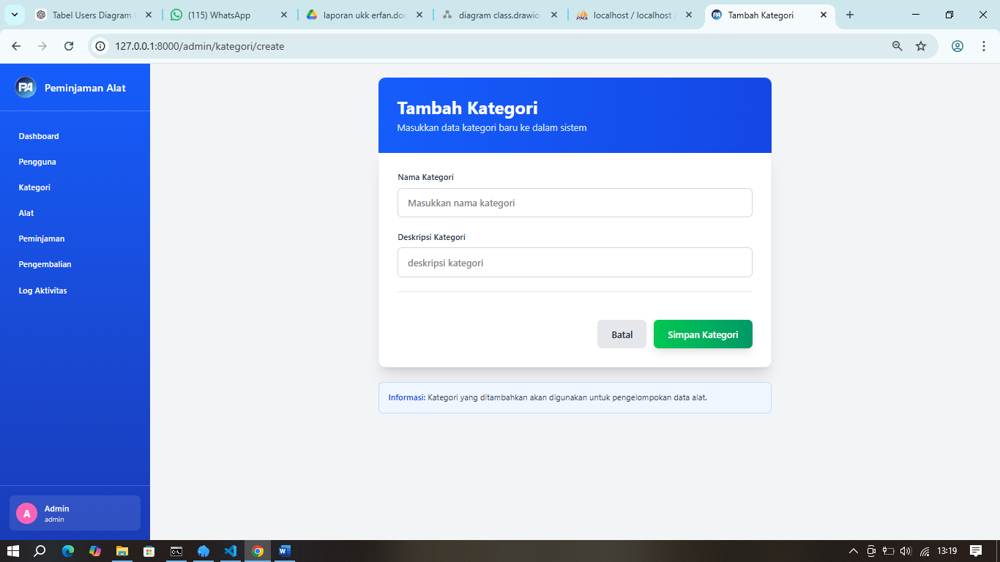 Tabel Users Diagram
(115) WhatsApp
laporan ukk erfan.doc
diagram class.drawio
localhost / localhost /
Tambah Kategori
127.0.0.1:8000/admin/kategori/create
PA
Peminjaman Alat
Dashboard
Pengguna
Kategori
Alat
Peminjaman
Pengembalian
Log Aktivitas
A
Admin
admin
Tambah Kategori
Masukkan data kategori baru ke dalam sistem
Nama Kategori
Masukkan nama kategori
Deskripsi Kategori
deskripsi kategori
Batal
Simpan Kategori
Informasi: Kategori yang ditambahkan akan digunakan untuk pengelompokan data alat.
13:19